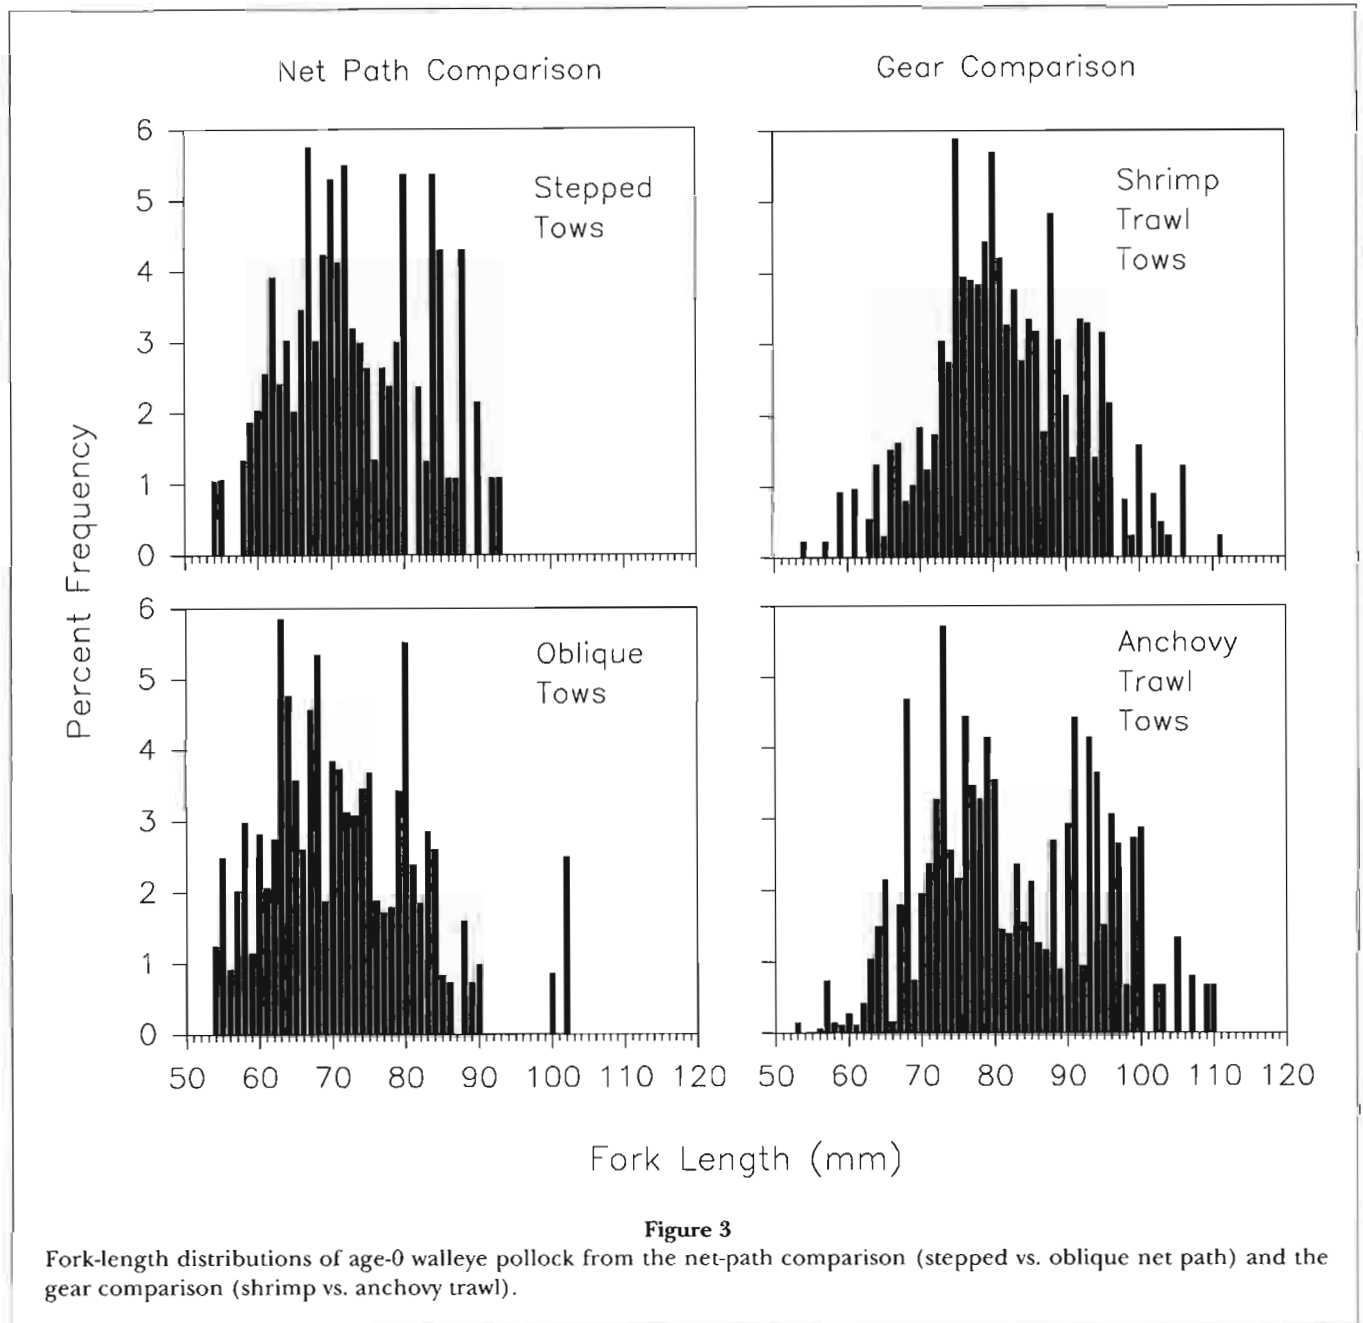 Net Path Comparison
Gear Comparison
Percent Frequency
6
5
4
3
2
1
0
Stepped
Tows
Shrimp
Trawl
Tows
6
5
4
3
2
1
0
Oblique
Tows
Anchovy
Trawl
Tows
50 60 70 80 90 100 110 120
50 60 70 80 90 100 110 120
Fork Length (mm)
Figure 3
Fork-length distributions of age-0 walleye pollock from the net-path comparison (stepped vs. oblique net path) and the
gear comparison (shrimp vs. anchovy trawl).